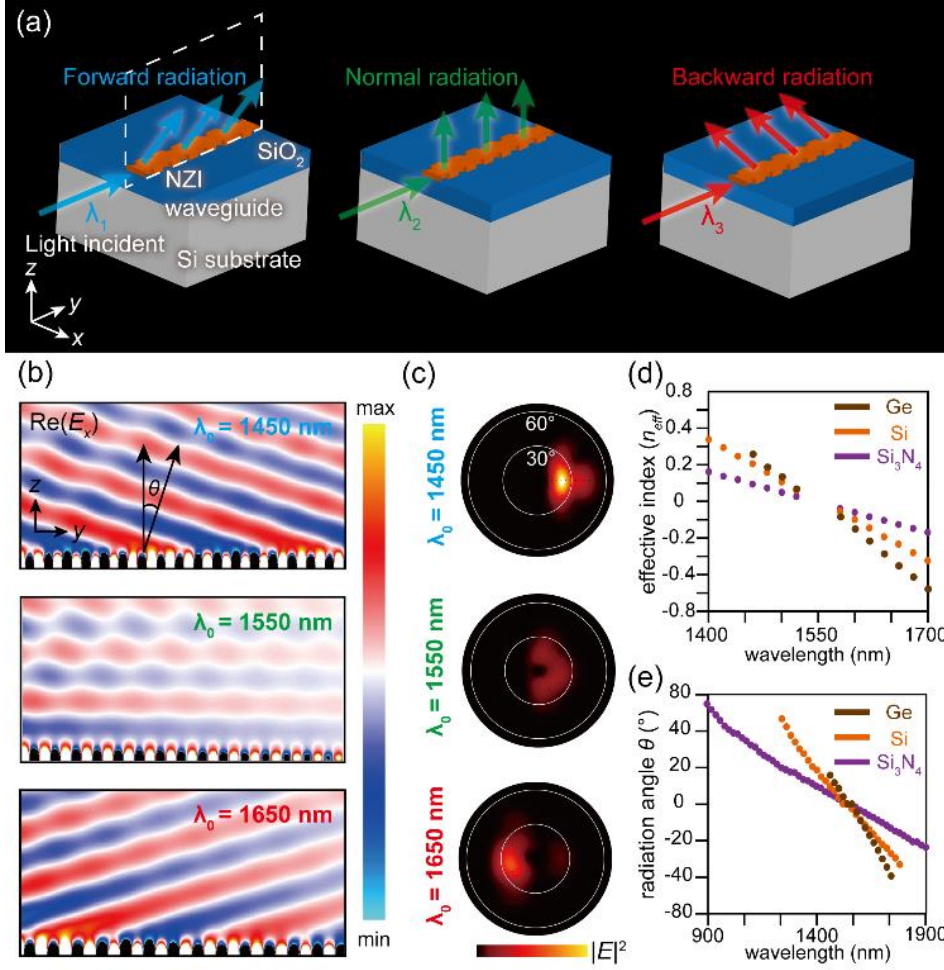 (a)
Forward radiation
Normal radiation
Backward radiation
SiO2
NZI
wavegiuide
λ1
λ2
λ3
Light incident
Si substrate
z
y
x
(b)
Re(Ex)
λ0 = 1450 nm
θ
z
y
λ0 = 1550 nm
λ0 = 1650 nm
max
min
(c)
λ0 = 1450 nm
60°
30°
λ0 = 1550 nm
λ0 = 1650 nm
|E|²
(d)
effective index (neff)
0.8
0.4
0.2
0
-0.2
-0.4
-0.8
Ge
Si
Si3N4
1400
1550
1700
wavelength (nm)
(e)
radiation angle θ (°)
80
40
20
0
-20
-40
-80
Ge
Si
Si3N4
900
1400
1900
wavelength (nm)